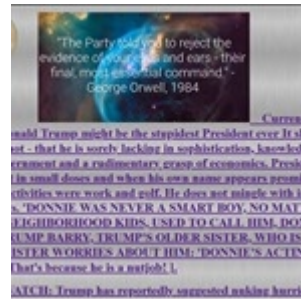 "The Party told you to reject the
evidence of your eyes and ears - their
final, most essential command." -
George Orwell, 1984
Curren
nald Trump might be the stupidest President ever It s
ot - that he is sorely lacking in sophistication, knowled
ernment and a rudimentary grasp of economics. Presi
in small doses and when his own name appears prom
ctivities were work and golf. He does not mingle with
s. 'DONNIE WAS NEVER A SMART BOY, NO MAT
EIGHBORHOOD KIDS, USED TO CALL HIM, DO
RUMP BARRY, TRUMP'S OLDER SISTER, WHO IS
ISTER WORRIES ABOUT HIM: 'DONNIE'S ACTIN
That's because he is a nutjob! ].
ATCH: Trump has reportedly suggested nuking hurri